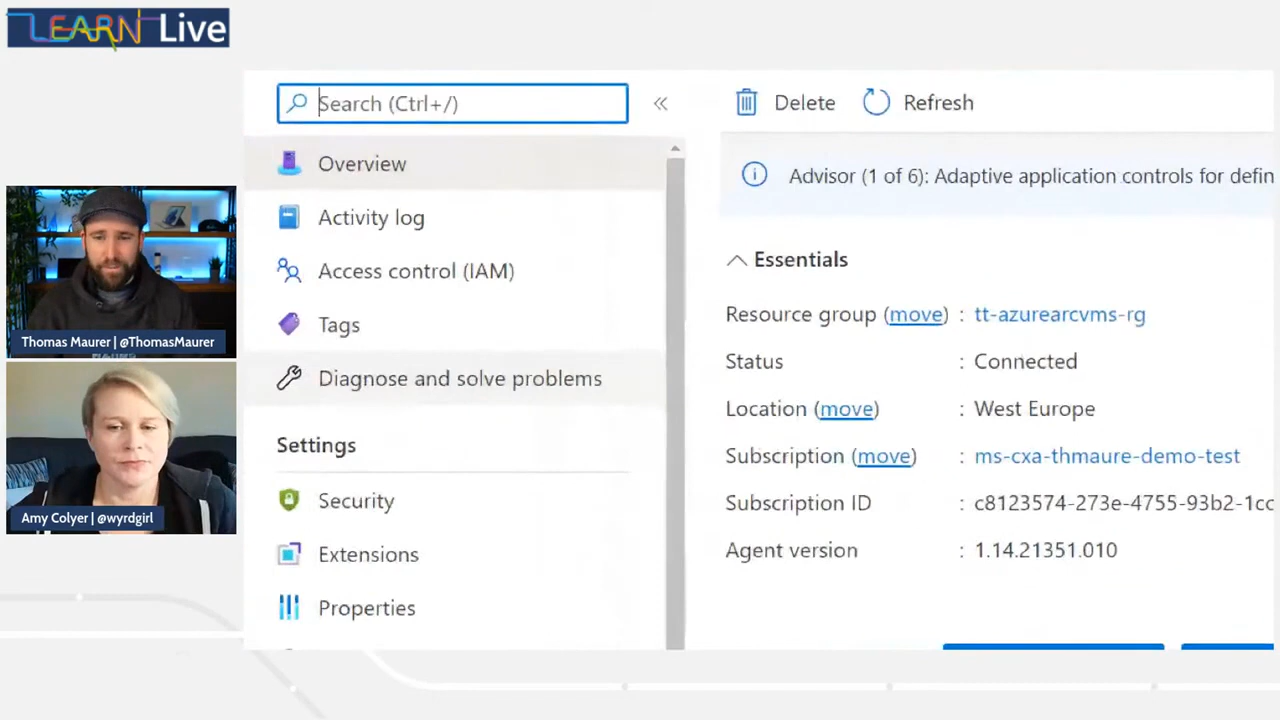 LEARN Live
Search (Ctrl+/)
«
Delete
Refresh
Overview
Activity log
Access control (IAM)
Tags
Diagnose and solve problems
Settings
Security
Extensions
Properties
Advisor (1 of 6): Adaptive application controls for defin
Essentials
Resource group (move) : tt-azurearcvms-rg
Status : Connected
Location (move) : West Europe
Subscription (move) : ms-cxa-thmaure-demo-test
Subscription ID : c8123574-273e-4755-93b2-1cc
Agent version : 1.14.21351.010
Thomas Maurer | @ThomasMaurer
Amy Colyer | @wyrdgirl